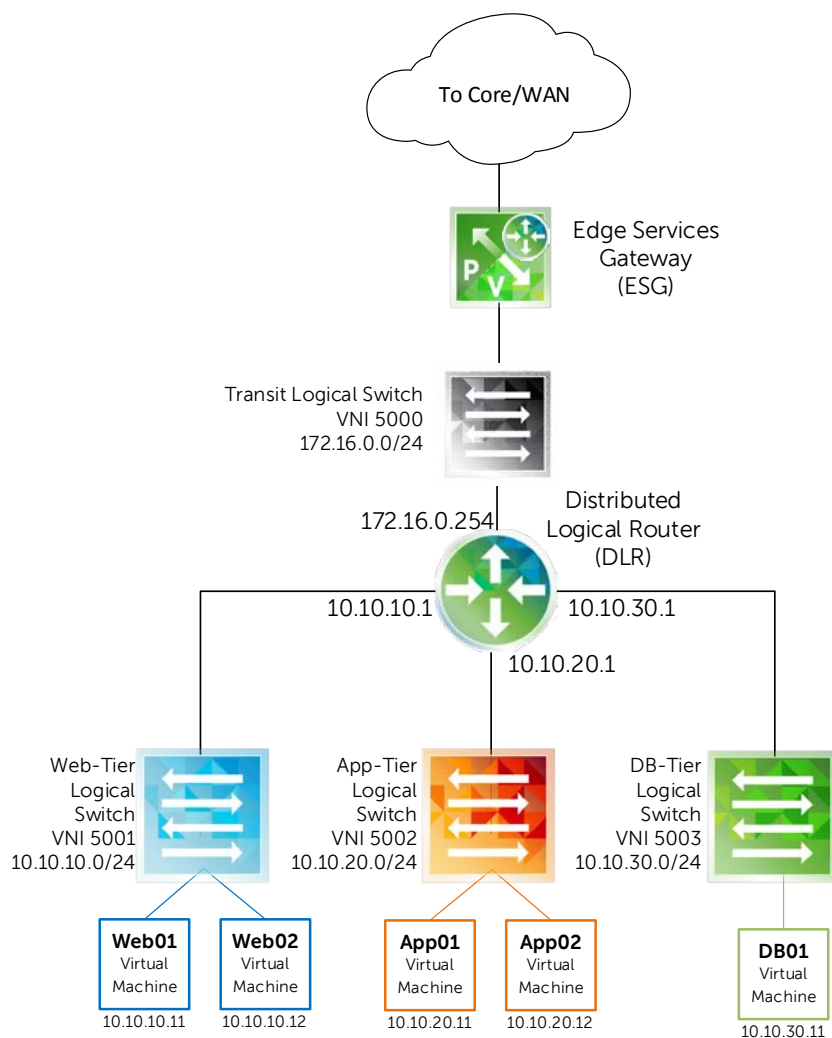 To Core/WAN
P
V
Edge Services
Gateway
(ESG)
Transit Logical Switch
VNI 5000
172.16.0.0/24
172.16.0.254
Distributed
Logical Router
(DLR)
10.10.10.1
10.10.30.1
10.10.20.1
Web-Tier
Logical
Switch
VNI 5001
10.10.10.0/24
App-Tier
Logical
Switch
VNI 5002
10.10.20.0/24
DB-Tier
Logical
Switch
VNI 5003
10.10.30.0/24
Web01
Virtual
Machine
10.10.10.11
Web02
Virtual
Machine
10.10.10.12
App01
Virtual
Machine
10.10.20.11
App02
Virtual
Machine
10.10.20.12
DB01
Virtual
Machine
10.10.30.11